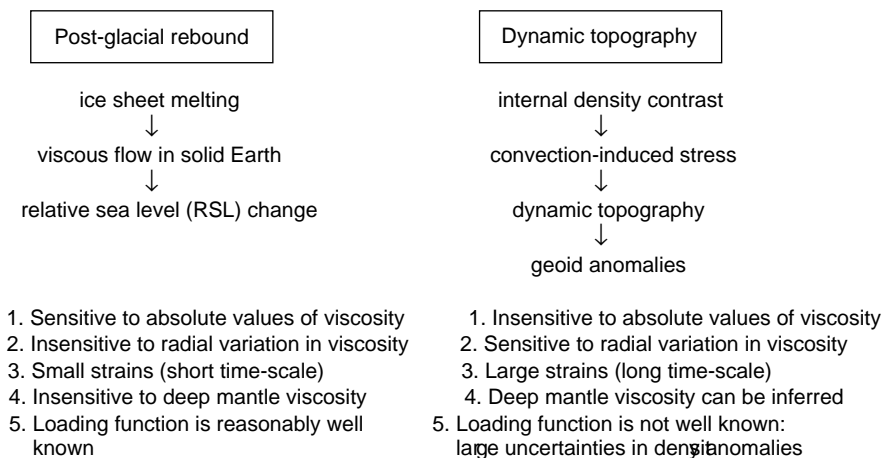 Post-glacial rebound
ice sheet melting
↓
viscous flow in solid Earth
↓
relative sea level (RSL) change
1. Sensitive to absolute values of viscosity
2. Insensitive to radial variation in viscosity
3. Small strains (short time-scale)
4. Insensitive to deep mantle viscosity
5. Loading function is reasonably well
known
Dynamic topography
internal density contrast
↓
convection-induced stress
↓
dynamic topography
↓
geoid anomalies
1. Insensitive to absolute values of viscosity
2. Sensitive to radial variation in viscosity
3. Large strains (long time-scale)
4. Deep mantle viscosity can be inferred
5. Loading function is not well known:
large uncertainties in density anomalies